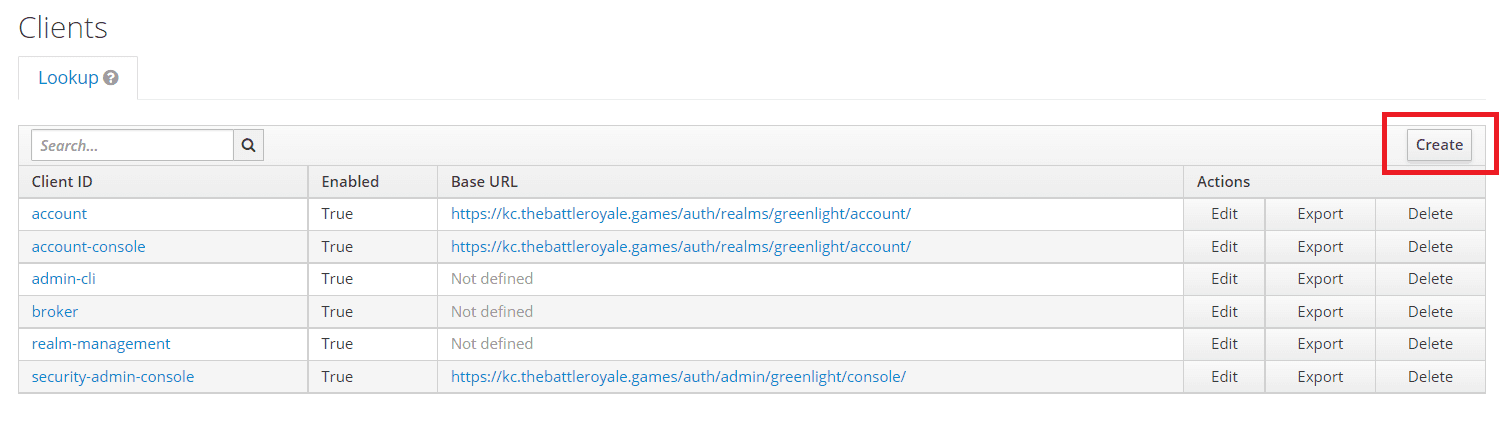 Clients
Lookup
Search...
Create
Client ID Enabled Base URL Actions
account True https://kc.thebattleroyale.games/auth/realms/greenlight/account/ Edit Export Delete
account-console True https://kc.thebattleroyale.games/auth/realms/greenlight/account/ Edit Export Delete
admin-cli True Not defined Edit Export Delete
broker True Not defined Edit Export Delete
realm-management True Not defined Edit Export Delete
security-admin-console True https://kc.thebattleroyale.games/auth/admin/greenlight/console/ Edit Export Delete